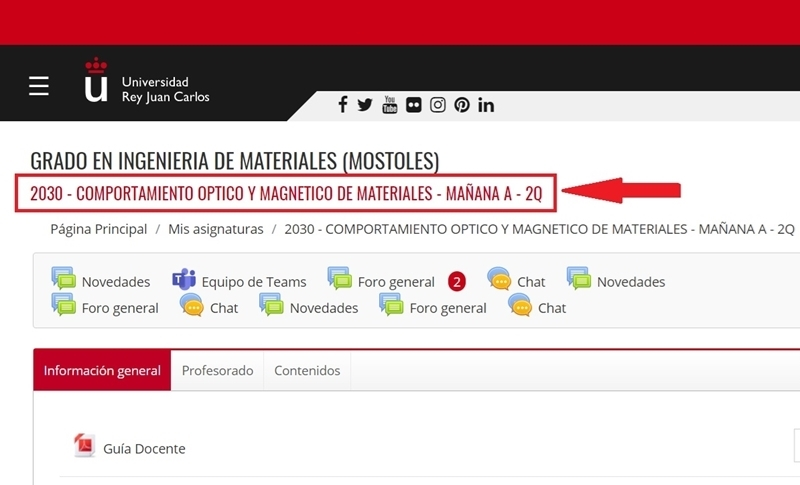 Universidad
Rey Juan Carlos
You
Tube
GRADO EN INGENIERIA DE MATERIALES (MOSTOLES)
2030 - COMPORTAMIENTO OPTICO Y MAGNETICO DE MATERIALES - MAÑANA A - 2Q
Página Principal / Mis asignaturas / 2030 - COMPORTAMIENTO OPTICO Y MAGNETICO DE MATERIALES - MAÑANA A - 2Q
Novedades Equipo de Teams Foro general 2 Chat Novedades
Foro general Chat Novedades Foro general Chat
Información general Profesorado Contenidos
Guía Docente